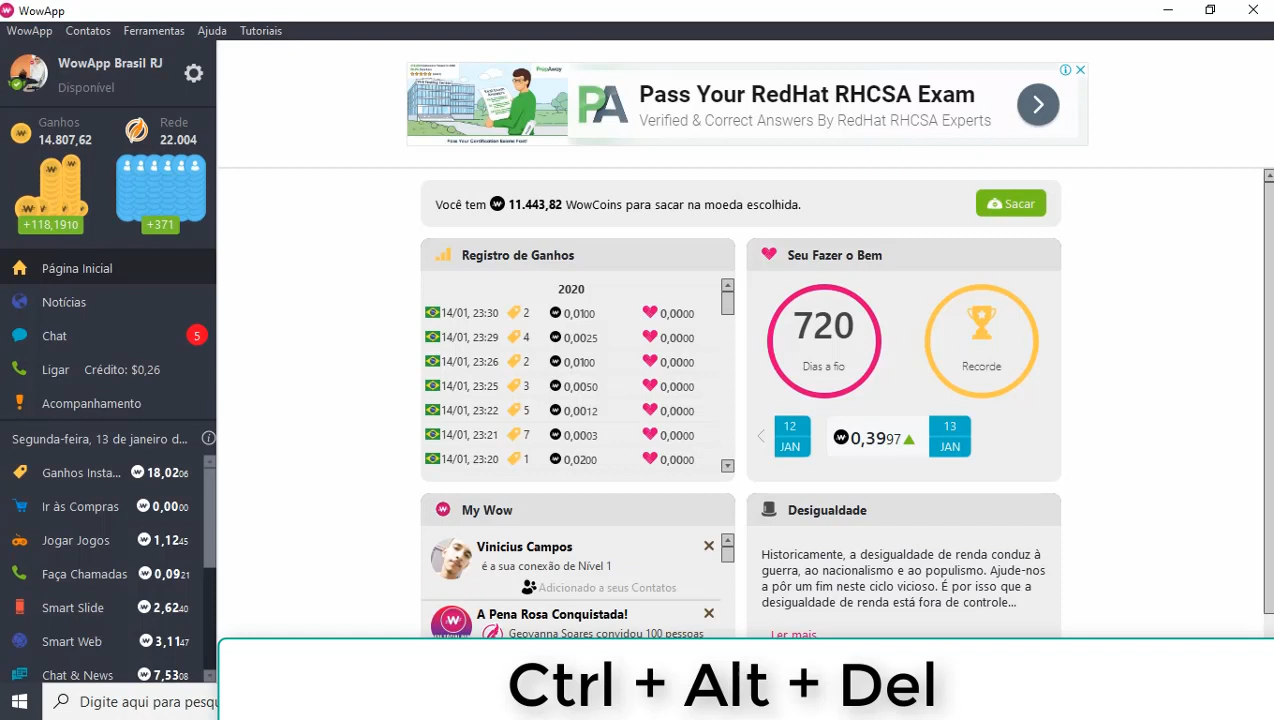 WowApp
WowApp Contatos Ferramentas Ajuda Tutoriais
WowApp Brasil RJ
Disponível
Ganhos
14.807,62
Rede
22.004
+118,1910
+371
Página Inicial
Notícias
Chat 5
Ligar Crédito: $0,26
Acompanhamento
Segunda-feira, 13 de janeiro d...
Ganhos Insta... 18,0206
Ir às Compras 0,0000
Jogar Jogos 1,1245
Faça Chamadas 0,0921
Smart Slide 2,6240
Smart Web 3,1147
Chat & News 7,5308
Digite aqui para pesqu
PA
Pass Your RedHat RHCSA Exam
Verified & Correct Answers By RedHat RHCSA Experts
Você tem 11.443,82 WowCoins para sacar na moeda escolhida.
Sacar
Registro de Ganhos
2020
14/01, 23:30 2 0,0100 0,0000
14/01, 23:29 4 0,0025 0,0000
14/01, 23:26 2 0,0100 0,0000
14/01, 23:25 3 0,0050 0,0000
14/01, 23:22 5 0,0012 0,0000
14/01, 23:21 7 0,0003 0,0000
14/01, 23:20 1 0,0200 0,0000
Seu Fazer o Bem
720
Dias a fio
Recorde
12
JAN
0,3997
13
JAN
My Wow
Vinicius Campos
é a sua conexão de Nível 1
Adicionado a seus Contatos
A Pena Rosa Conquistada!
Geovanna Soares convidou 100 pessoas
Desigualdade
Historicamente, a desigualdade de renda conduz à
guerra, ao nacionalismo e ao populismo. Ajude-nos
a pôr um fim neste ciclo vicioso. É por isso que a
desigualdade de renda está fora de controle...
Ler mais
Ctrl + Alt + Del